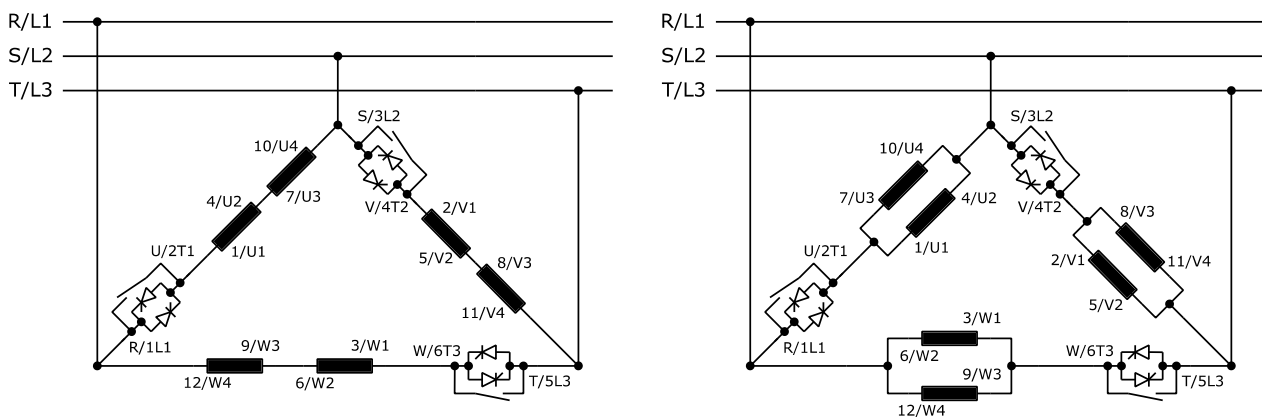 R/L1
S/L2
T/L3
S/3L2
10/U4
7/U3
4/U2
V/4T2
2/V1
1/U1
U/2T1
5/V2
8/V3
11/V4
R/1L1
9/W3
3/W1
W/6T3
12/W4
6/W2
T/5L3
R/L1
S/L2
T/L3
S/3L2
10/U4
7/U3
4/U2
V/4T2
8/V3
1/U1
U/2T1
2/V1
11/V4
5/V2
3/W1
R/1L1
6/W2
W/6T3
9/W3
T/5L3
12/W4